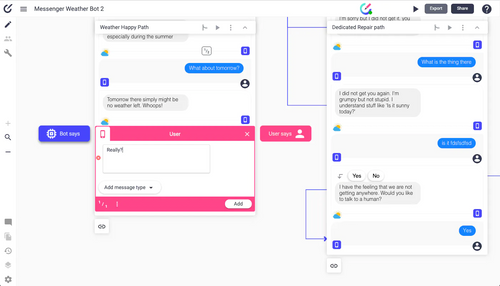 Messenger Weather Bot 2
Export
Share
Weather Happy Path
especially during the summer
What about tomorrow?
Tomorrow there simply might be
no weather left. Whoops!
Bot says
User
User says
Really?
Add message type
Add
I'm sorry but I did not get it. You
Dedicated Repair path
What is the thing there
I did not get you again. I'm
grumpy but not stupid. I
understand stuff like 'Is it sunny
today?'
Yes
No
I have the feeling that we are not
getting anywhere. Would you
like to talk to a human?
Yes